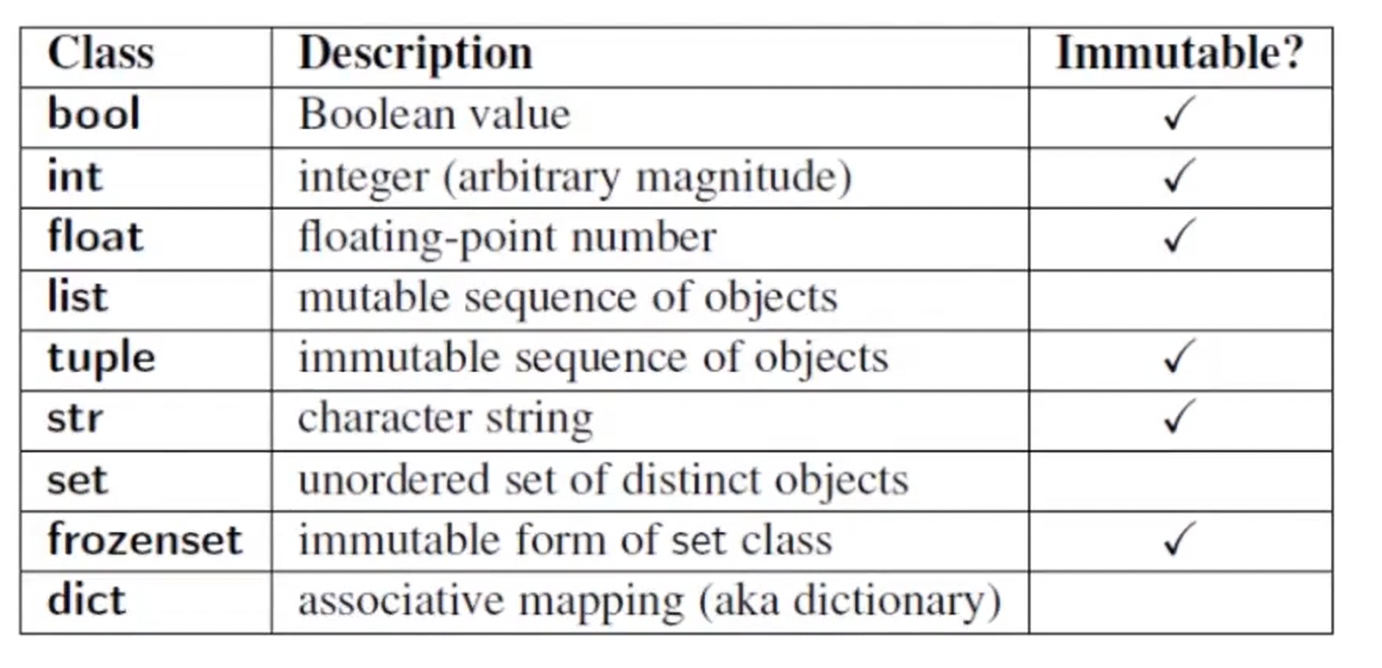 Class Description Immutable?
bool Boolean value ✓
int integer (arbitrary magnitude) ✓
float floating-point number ✓
list mutable sequence of objects
tuple immutable sequence of objects ✓
str character string ✓
set unordered set of distinct objects
frozenset immutable form of set class ✓
dict associative mapping (aka dictionary)